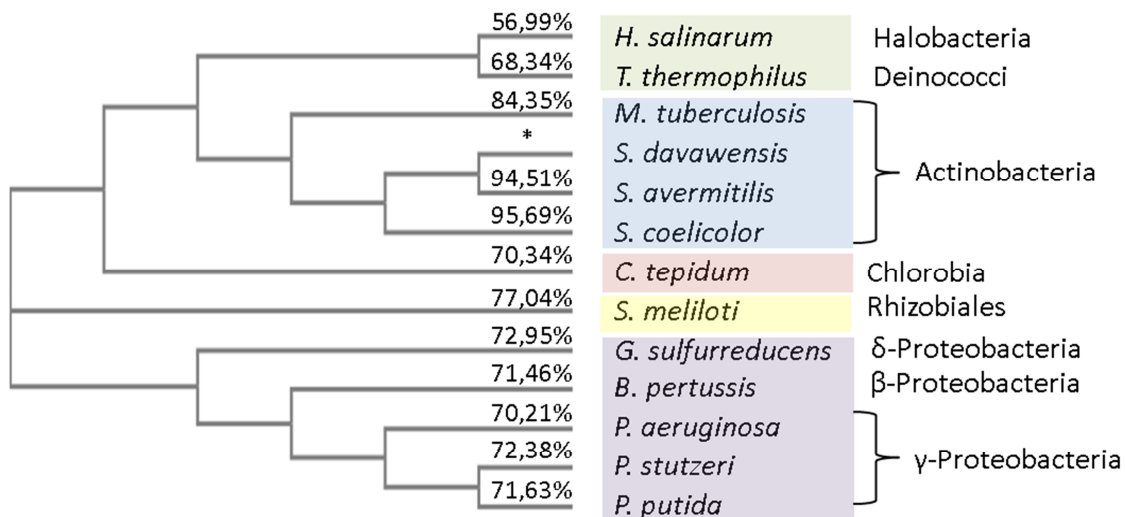 56,99% H. salinarum Halobacteria
68,34% T. thermophilus Deinococci
84,35% M. tuberculosis
* S. davawensis
Actinobacteria
94,51% S. avermitilis
95,69% S. coelicolor
70,34% C. tepidum Chlorobia
77,04% S. meliloti Rhizobiales
72,95% G. sulfurreducens δ-Proteobacteria
71,46% B. pertussis β-Proteobacteria
70,21% P. aeruginosa
72,38% P. stutzeri γ-Proteobacteria
71,63% P. putida